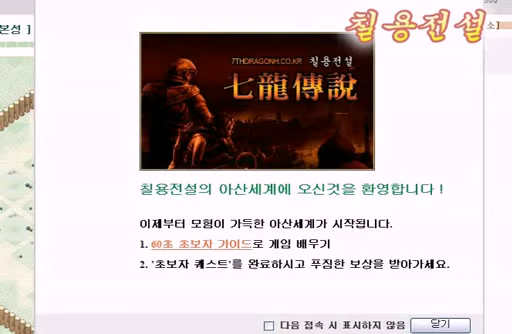 칠용전설
본성 ]
소]
7THDRAGONH.CO.KR 칠용전설
七龍傳說
칠용전설의 아산세계에 오신것을 환영합니다 !
이제부터 모험이 가득한 아산세계가 시작됩니다.
1. 60초 초보자 가이드로 게임 배우기
2. '초보자 퀘스트'를 완료하시고 푸짐한 보상을 받아가세요.
다음 접속 시 표시하지 않음
닫기